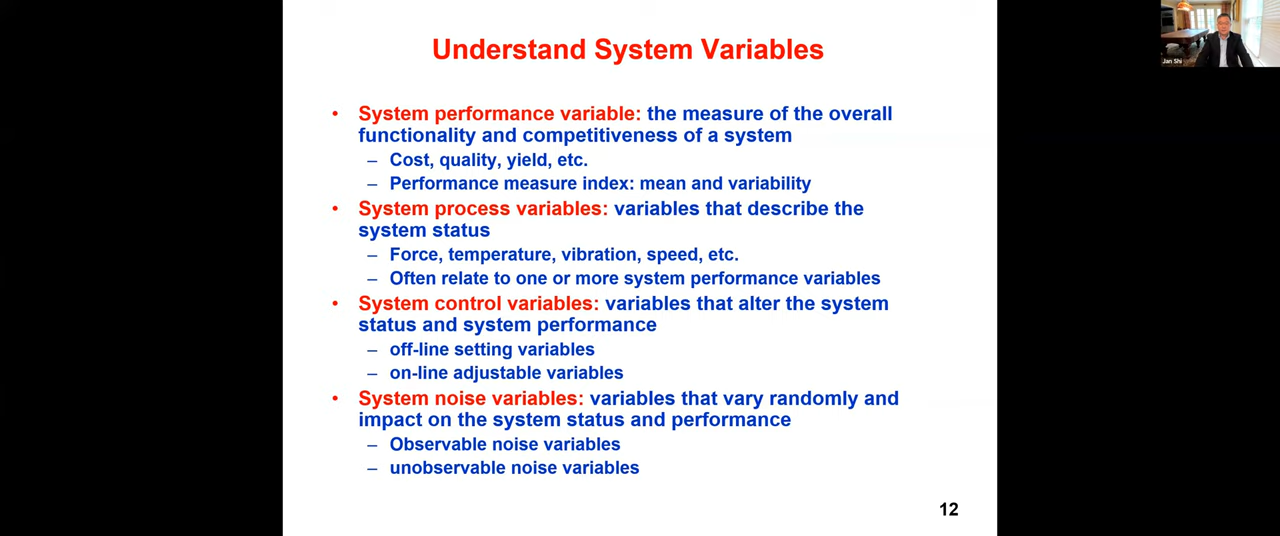 Understand System Variables
Jan Shi
• System performance variable: the measure of the overall
functionality and competitiveness of a system
– Cost, quality, yield, etc.
– Performance measure index: mean and variability
• System process variables: variables that describe the
system status
– Force, temperature, vibration, speed, etc.
– Often relate to one or more system performance variables
• System control variables: variables that alter the system
status and system performance
– off-line setting variables
– on-line adjustable variables
• System noise variables: variables that vary randomly and
impact on the system status and performance
– Observable noise variables
– unobservable noise variables
12